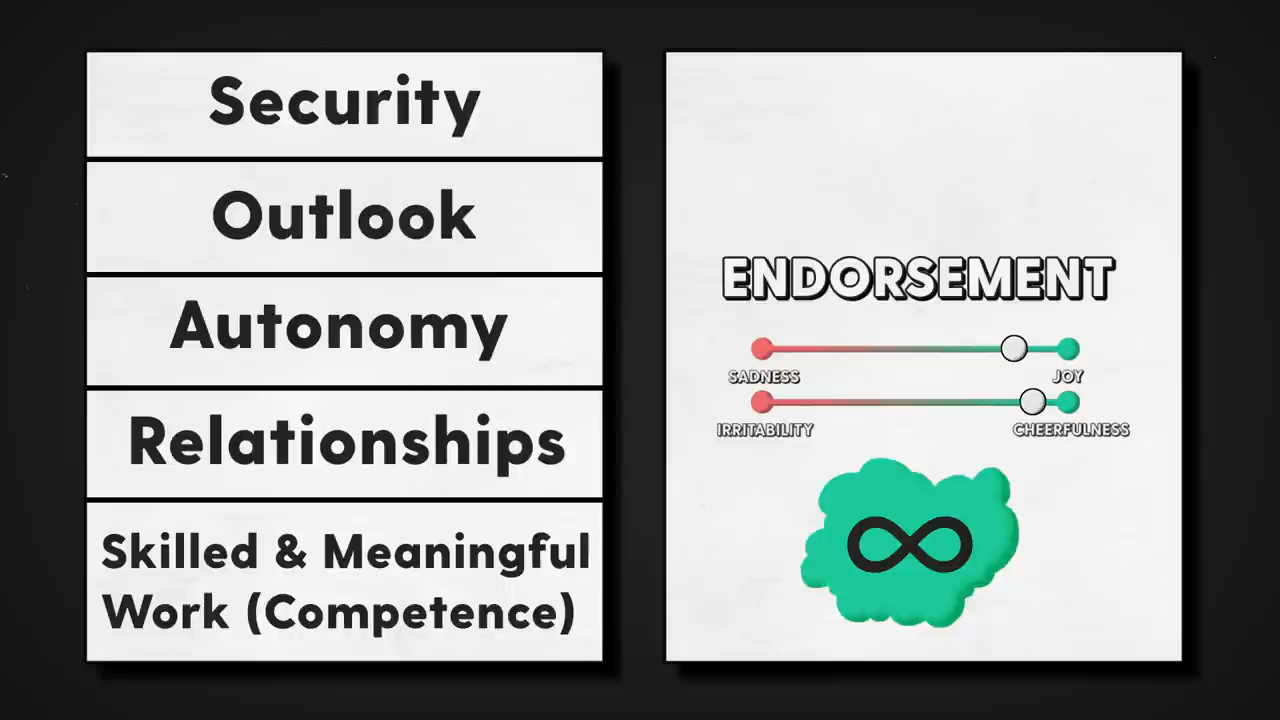 Security
Outlook
Autonomy
Relationships
Skilled & Meaningful
Work (Competence)
ENDORSEMENT
SADNESS JOY
IRRITABILITY CHEERFULNESS
∞